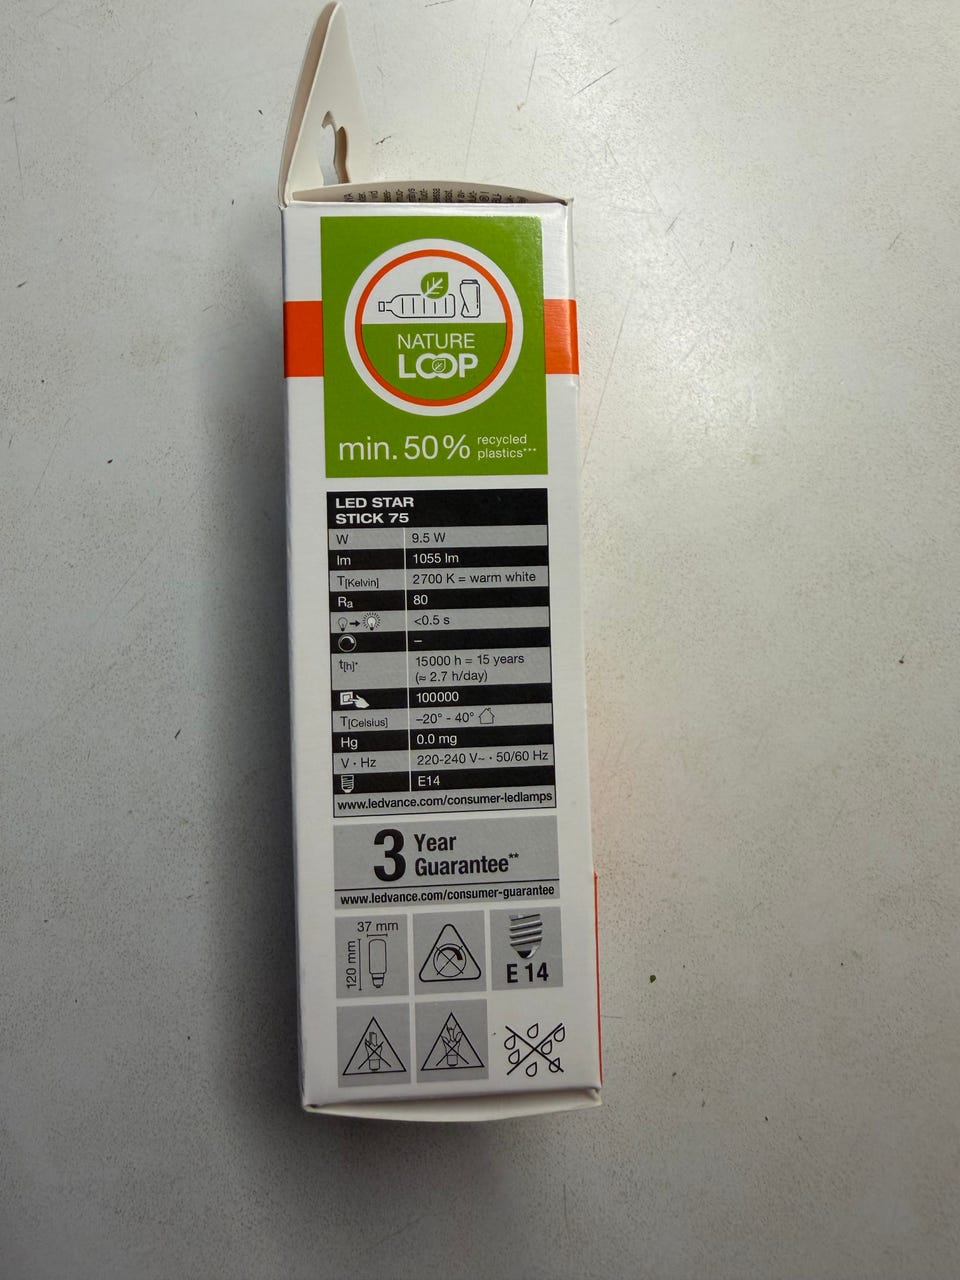 NATURE
LOOP
min. 50% recycled
plastics***
LED STAR
STICK 75
W 9.5 W
lm 1055 lm
T[Kelvin] 2700 K = warm white
Ra 80
<0.5 s
–
t[h]* 15000 h = 15 years
(≈ 2.7 h/day)
100000
T[Celsius] –20° - 40°
Hg 0.0 mg
V · Hz 220-240 V~ · 50/60 Hz
E14
www.ledvance.com/consumer-ledlamps
3 Year
Guarantee**
www.ledvance.com/consumer-guarantee
37 mm
120 mm
E 14